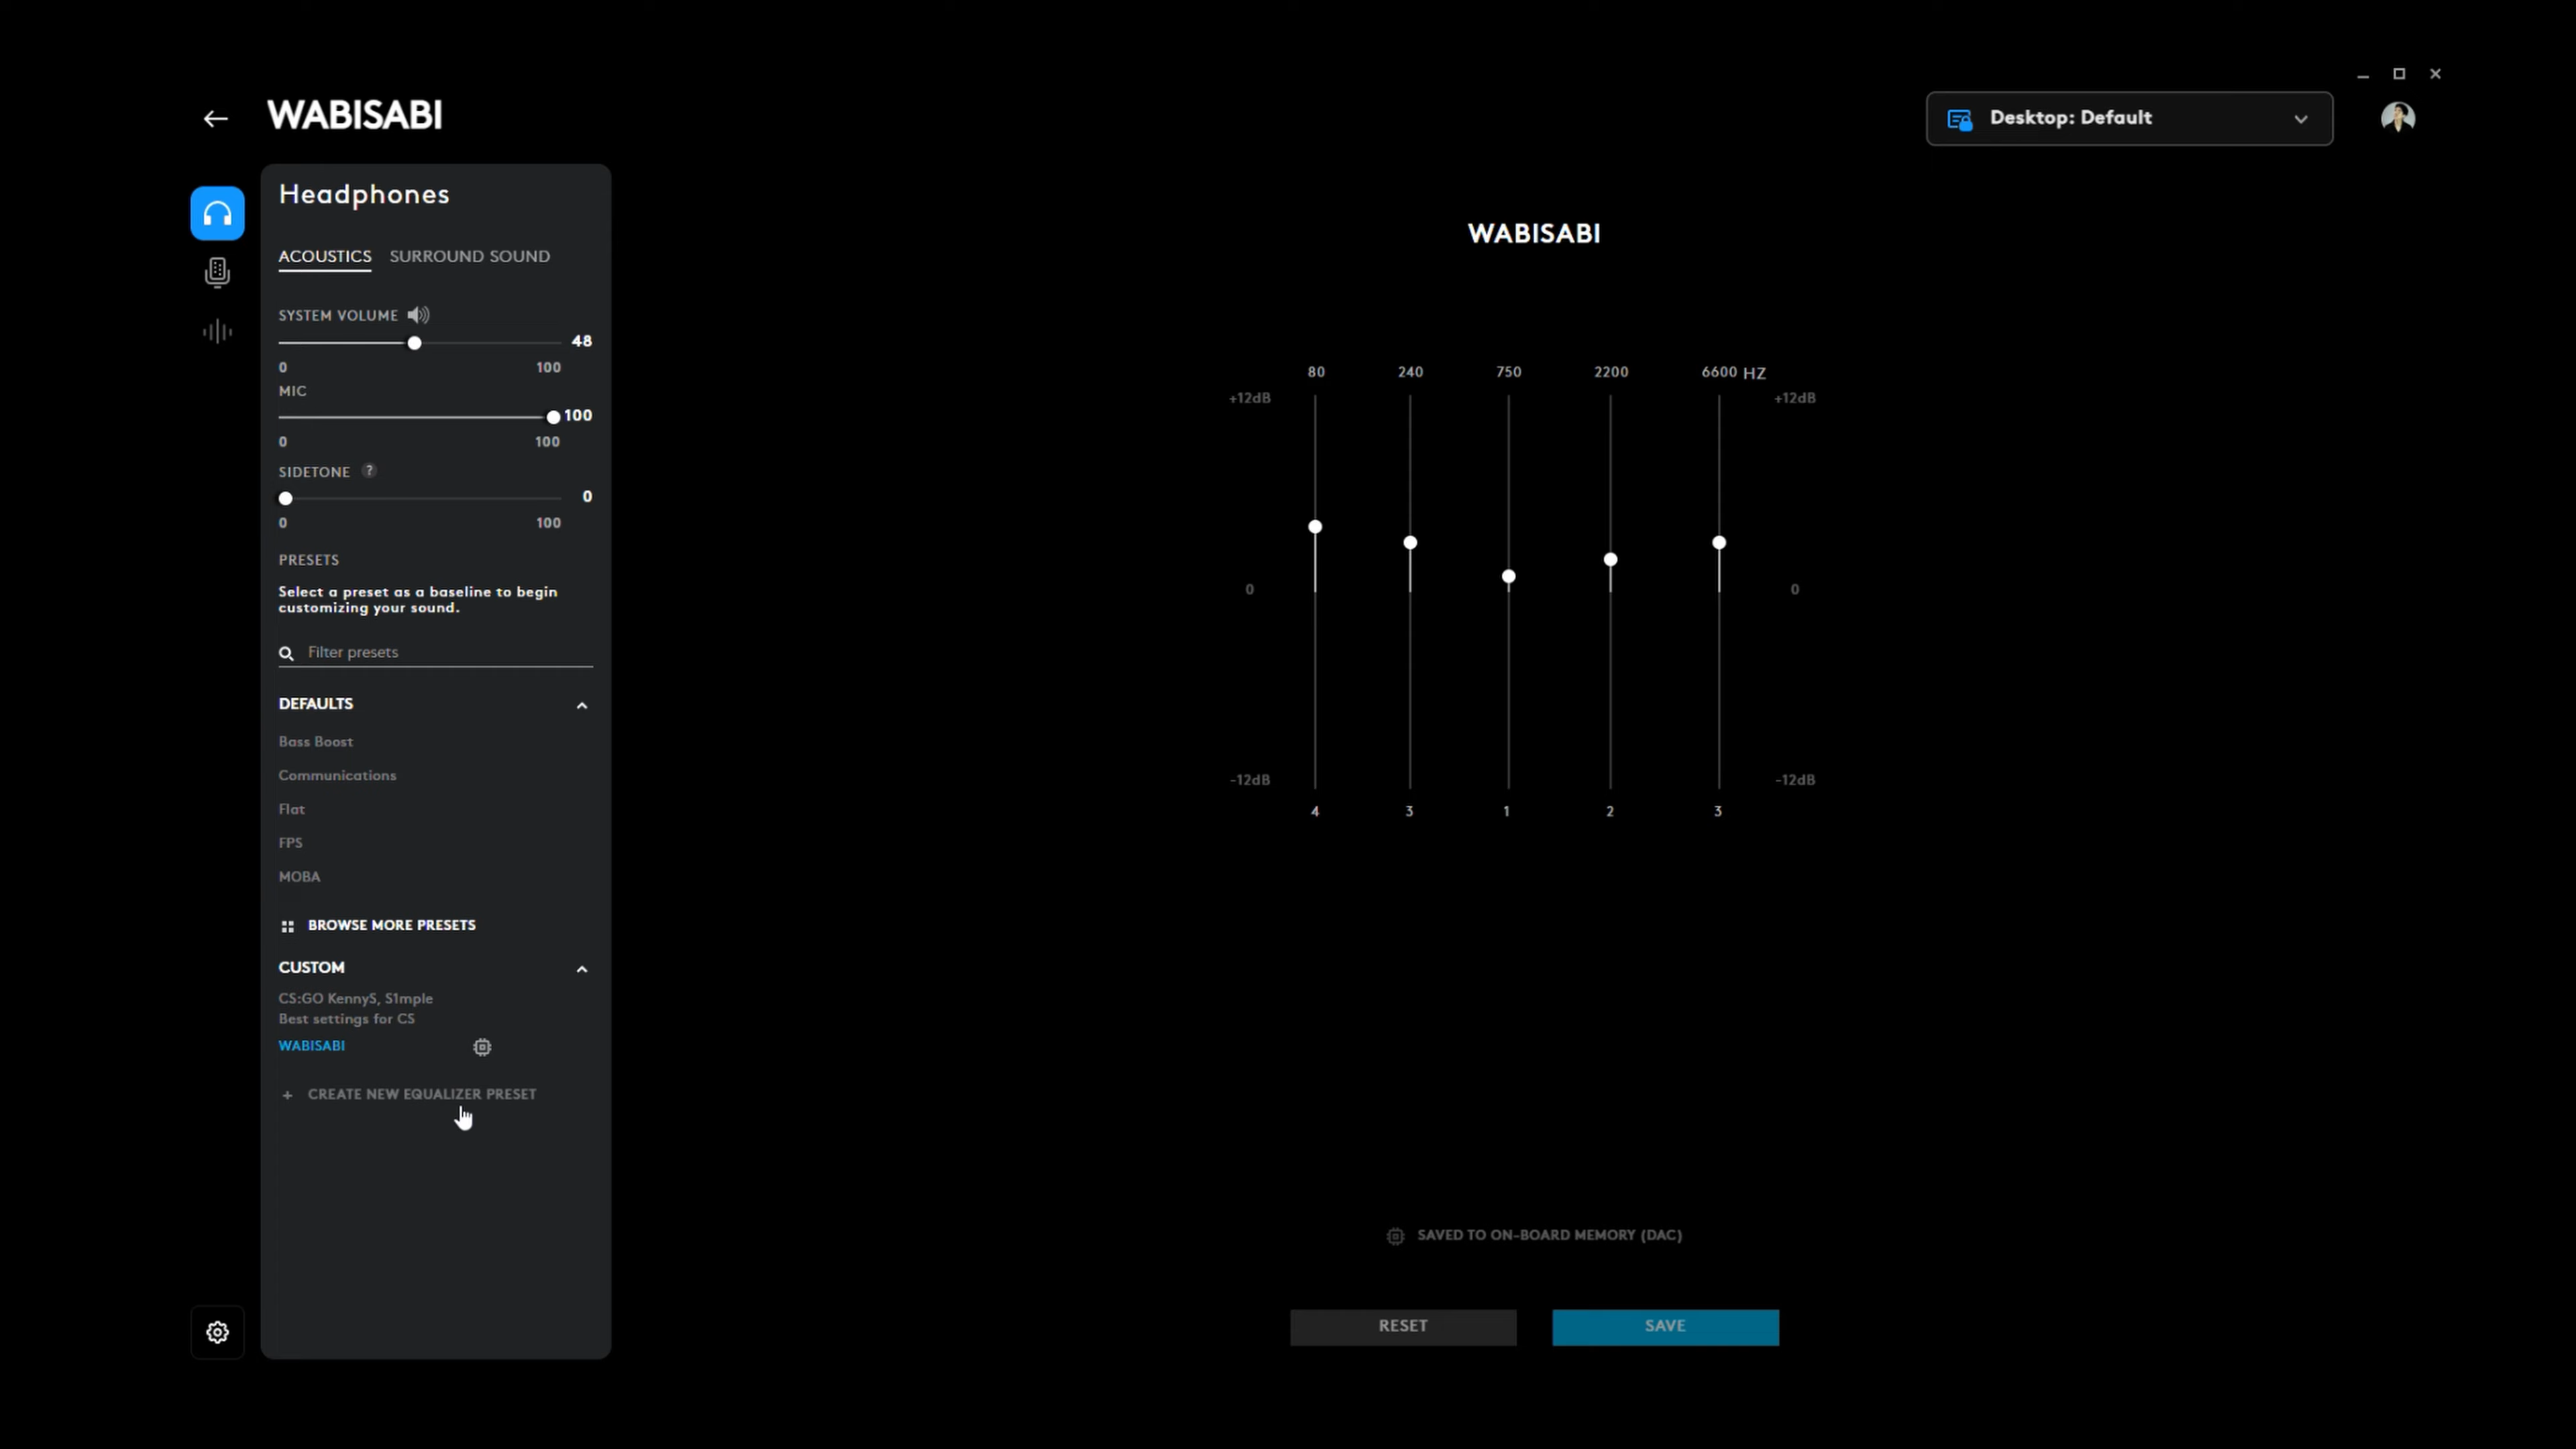 WABISABI
Desktop: Default
Headphones
ACOUSTICS SURROUND SOUND
SYSTEM VOLUME
48
0 100
MIC
100
0 100
SIDETONE ?
0
0 100
PRESETS
Select a preset as a baseline to begin
customizing your sound.
Filter presets
DEFAULTS
Bass Boost
Communications
Flat
FPS
MOBA
BROWSE MORE PRESETS
CUSTOM
CS:GO KennyS, S1mple
Best settings for CS
WABISABI
+ CREATE NEW EQUALIZER PRESET
WABISABI
80 240 750 2200 6600 HZ
+12dB +12dB
0 0
-12dB -12dB
4 3 1 2 3
SAVED TO ON-BOARD MEMORY (DAC)
RESET SAVE